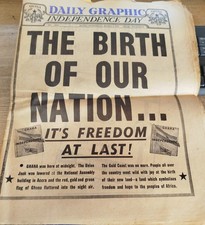 DAILY GRAPHIC
INDEPENDENCE DAY
THE BIRTH
OF OUR
NATION...
IT'S FREEDOM
AT LAST!
GHANA was born at midnight. The Union
Jack was lowered at the National Assembly
building in Accra and the red, gold and green
flag of Ghana fluttered into the night air.
The Gold Coast was no more. People all over
the country went wild with joy at the birth
of their new land—a land which symbolises
freedom and hope to the peoples of Africa.